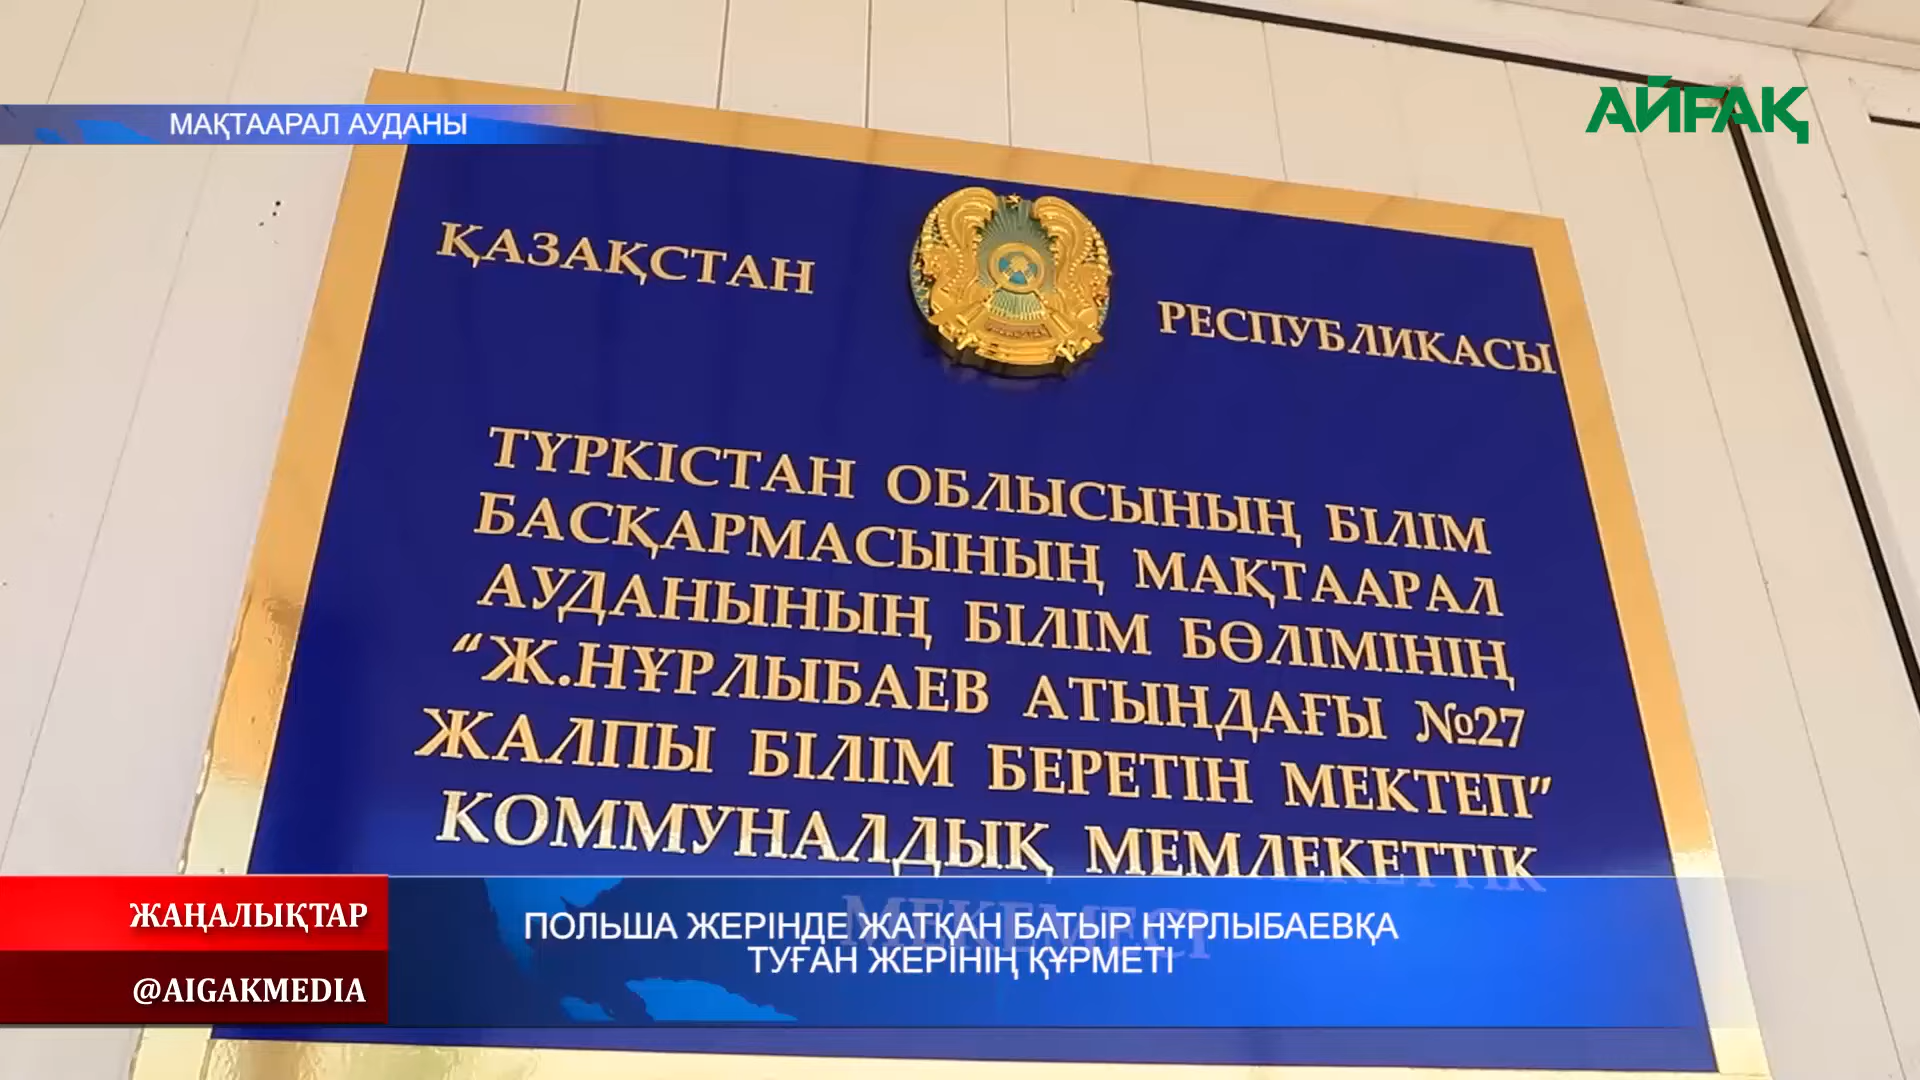 МАҚТААРАЛ АУДАНЫ
АЙҒАҚ
ҚАЗАҚСТАН
РЕСПУБЛИКАСЫ
ТҮРКІСТАН ОБЛЫСЫНЫҢ БІЛІМ
БАСҚАРМАСЫНЫҢ МАҚТААРАЛ
АУДАНЫНЫҢ БІЛІМ БӨЛІМІНІҢ
“Ж.НҰРЛЫБАЕВ АТЫНДАҒЫ №27
ЖАЛПЫ БІЛІМ БЕРЕТІН МЕКТЕП”
КОММУНАЛДЫҚ МЕМЛЕКЕТТІК
МЕКЕМЕСІ
ЖАҢАЛЫҚТАР
@AIGAKMEDIA
ПОЛЬША ЖЕРІНДЕ ЖАТҚАН БАТЫР НҰРЛЫБАЕВҚА
ТУҒАН ЖЕРІНІҢ ҚҰРМЕТІ